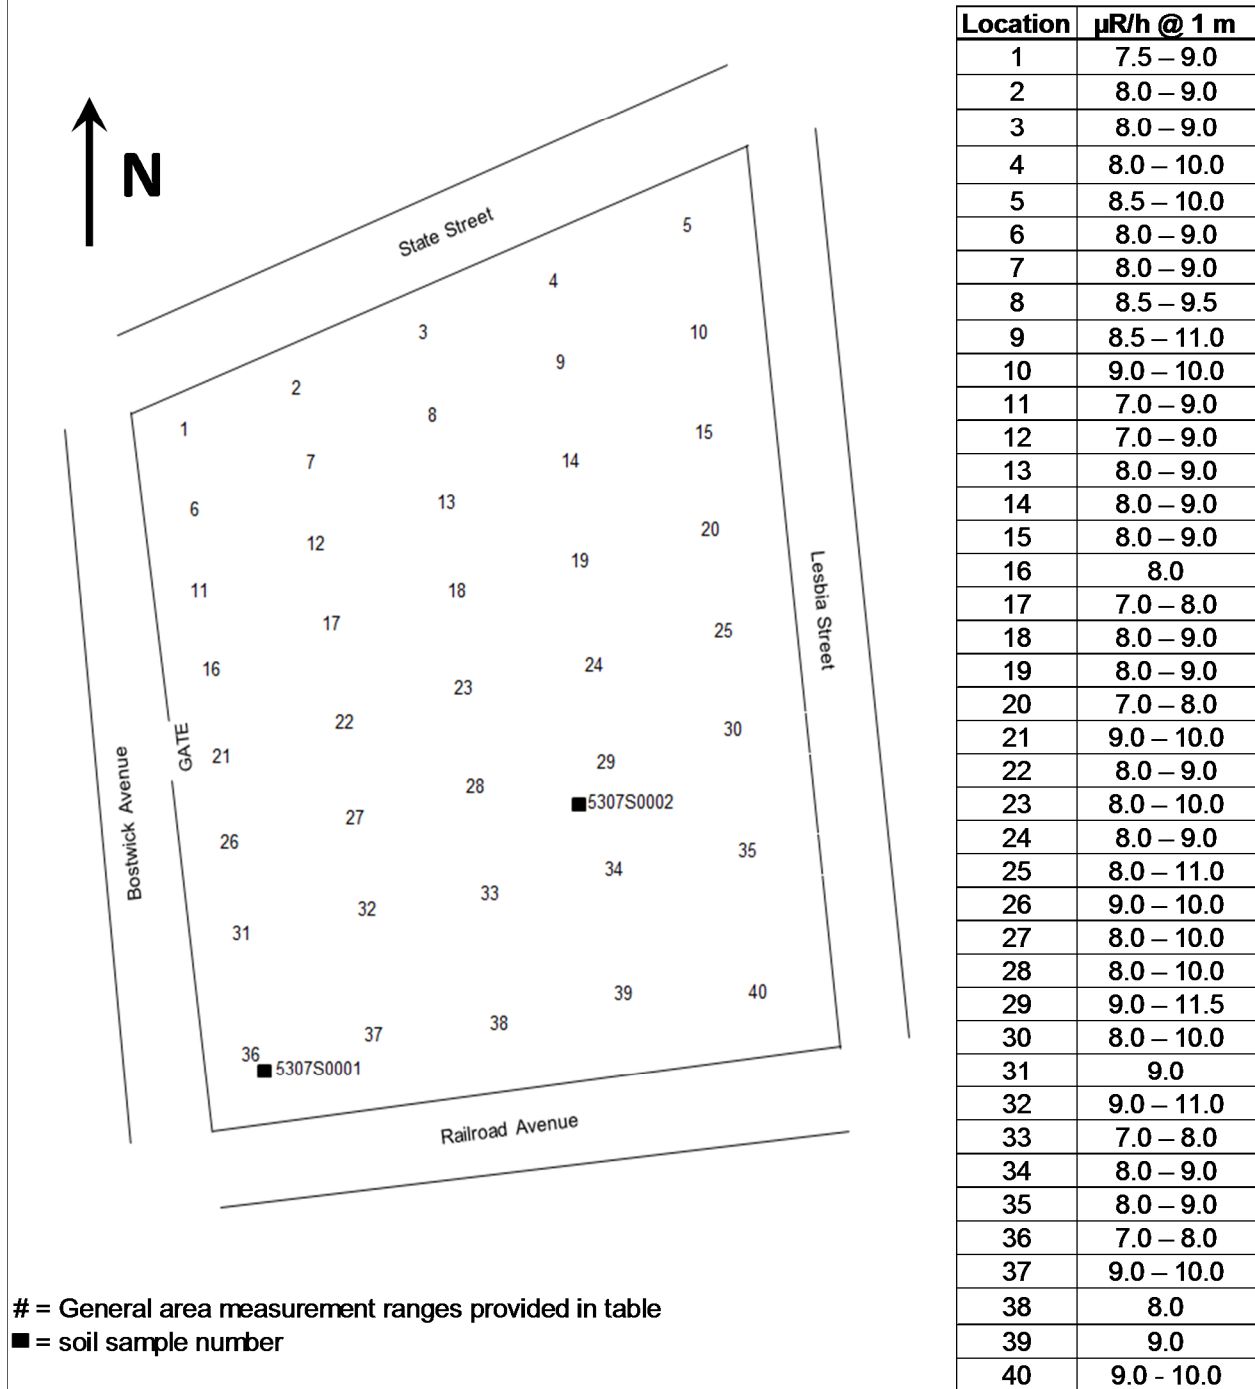 N
State Street
5
4
3
10
9
2
8
1
15
7
14
13
6
20
12
19
11
18
17
25
16
24
23
22
30
GATE
21
29
28
5307S0002
27
26
35
34
33
32
31
39
40
38
37
36
5307S0001
Bostwick Avenue
Lesbia Street
Railroad Avenue
# = General area measurement ranges provided in table
■ = soil sample number
Location µR/h @ 1 m
1 7.5 – 9.0
2 8.0 – 9.0
3 8.0 – 9.0
4 8.0 – 10.0
5 8.5 – 10.0
6 8.0 – 9.0
7 8.0 – 9.0
8 8.5 – 9.5
9 8.5 – 11.0
10 9.0 – 10.0
11 7.0 – 9.0
12 7.0 – 9.0
13 8.0 – 9.0
14 8.0 – 9.0
15 8.0 – 9.0
16 8.0
17 7.0 – 8.0
18 8.0 – 9.0
19 8.0 – 9.0
20 7.0 – 8.0
21 9.0 – 10.0
22 8.0 – 9.0
23 8.0 – 10.0
24 8.0 – 9.0
25 8.0 – 11.0
26 9.0 – 10.0
27 8.0 – 10.0
28 8.0 – 10.0
29 9.0 – 11.5
30 8.0 – 10.0
31 9.0
32 9.0 – 11.0
33 7.0 – 8.0
34 8.0 – 9.0
35 8.0 – 9.0
36 7.0 – 8.0
37 9.0 – 10.0
38 8.0
39 9.0
40 9.0 - 10.0